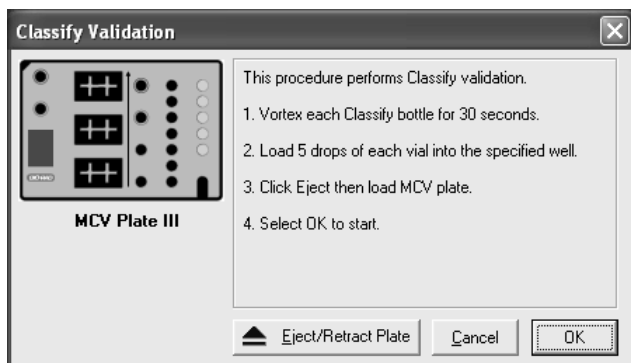 Classify Validation
This procedure performs Classify validation.
1. Vortex each Classify bottle for 30 seconds.
2. Load 5 drops of each vial into the specified well.
3. Click Eject then load MCV plate.
4. Select OK to start.
MCV Plate III
Eject/Retract Plate
Cancel
OK